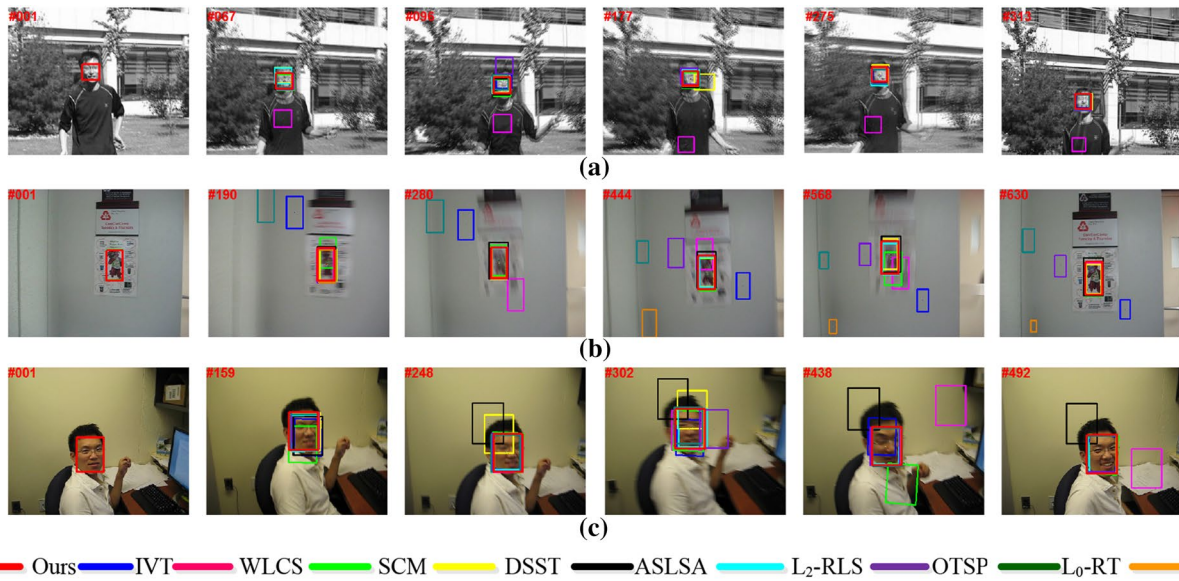 #001 #067 #096 #177 #275 #313
(a)
#001 #190 #280 #444 #568 #630
(b)
#001 #159 #248 #302 #438 #492
(c)
Ours IVT WLCS SCM DSST ASLSA L₂-RLS OTSP L₀-RT